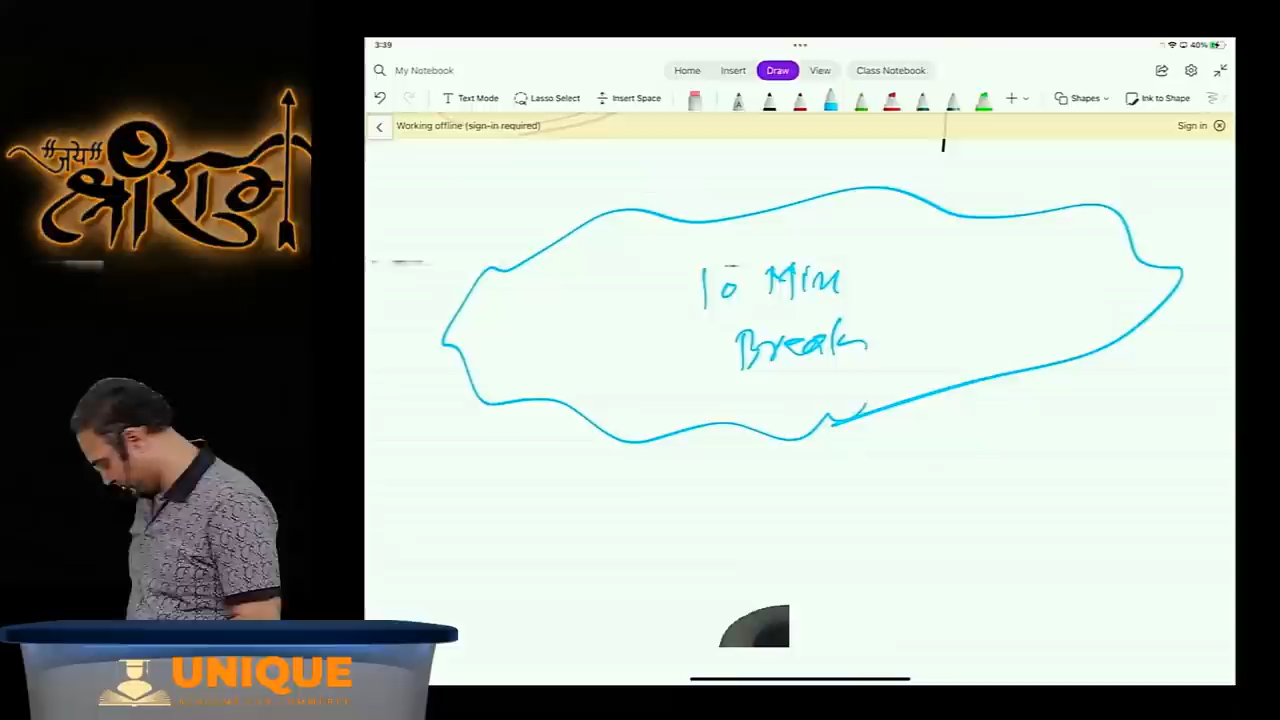 3:39
40%
My Notebook
Home
Insert
Draw
View
Class Notebook
Text Mode
Lasso Select
Insert Space
Shapes
Ink to Shape
Working offline (sign-in required)
Sign in
"जय"
श्री राम
10 Min
Break
UNIQUE